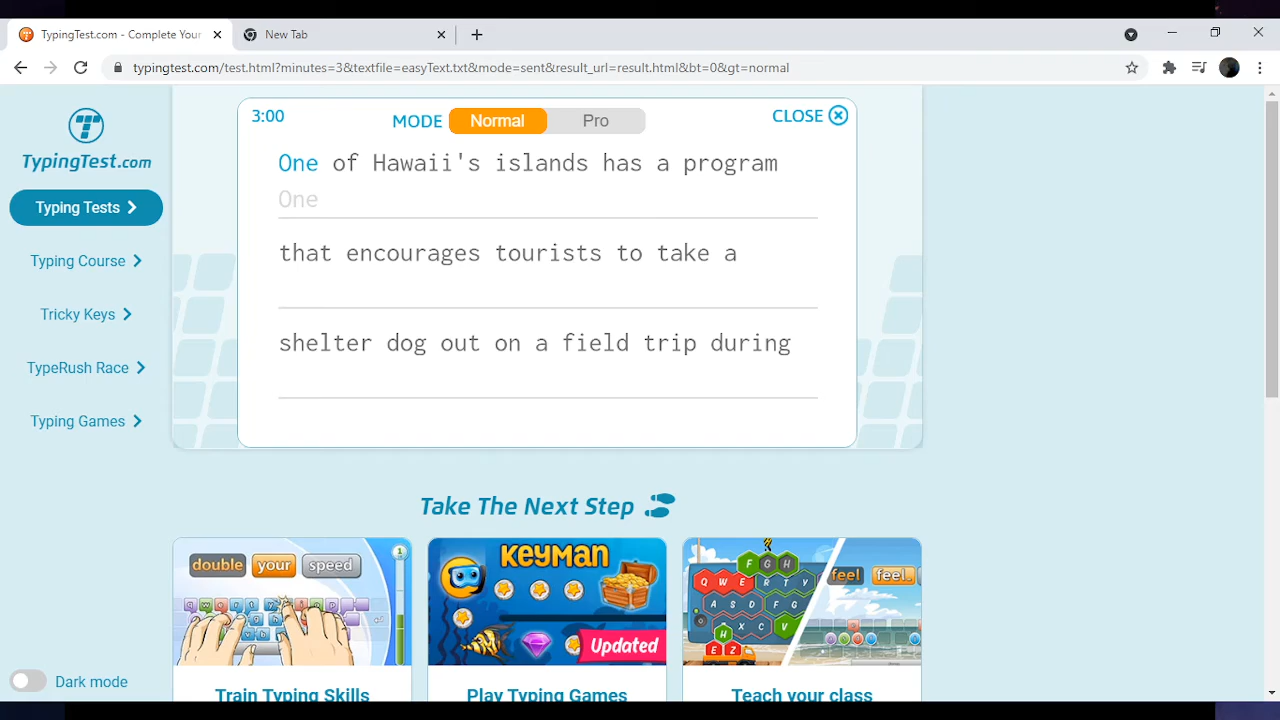 TypingTest.com - Complete Your
New Tab
typingtest.com/test.html?minutes=3&textfile=easyText.txt&mode=sent&result_url=result.html&bt=0&gt=normal
TypingTest.com
Typing Tests
Typing Course
Tricky Keys
TypeRush Race
Typing Games
Dark mode
3:00
MODE Normal Pro
CLOSE
One of Hawaii's islands has a program
One
that encourages tourists to take a
shelter dog out on a field trip during
Take The Next Step
double your speed
1
Train Typing Skills
KEYMAN
Updated
Play Typing Games
F G H
Q W E R T Y
A S D F G
X C V
H
E Z
feel feel..
Teach your class